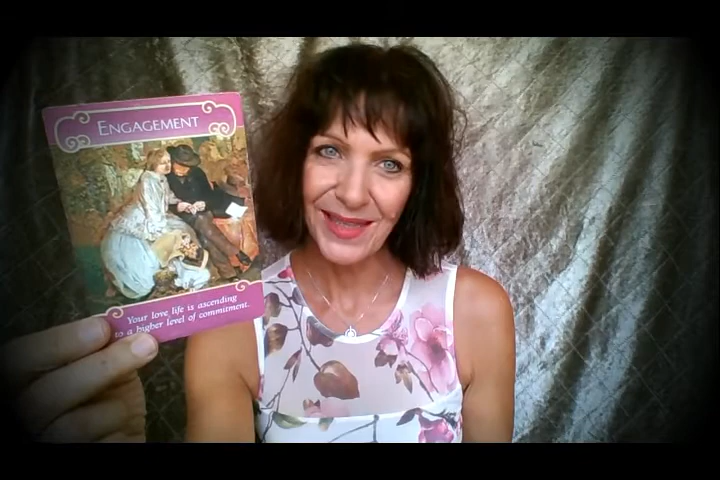 ENGAGEMENT
Your love life is ascending
to a higher level of commitment.